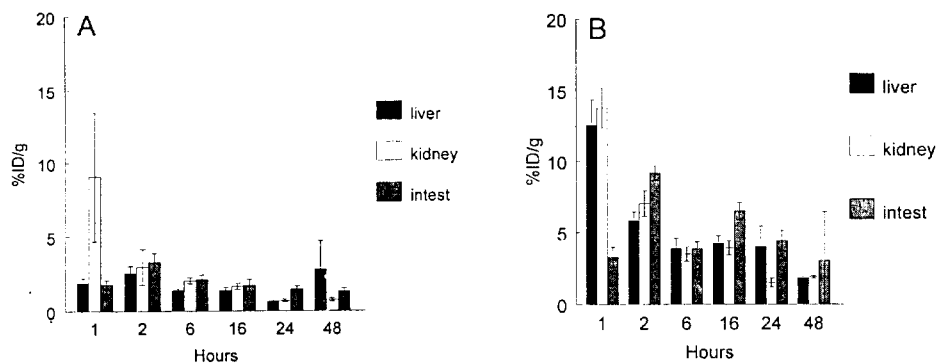 A
20
15
10
5
0
%ID/g
1 2 6 16 24 48
Hours
liver
kidney
intest
B
20
15
10
5
0
%ID/g
1 2 6 16 24 48
Hours
liver
kidney
intest